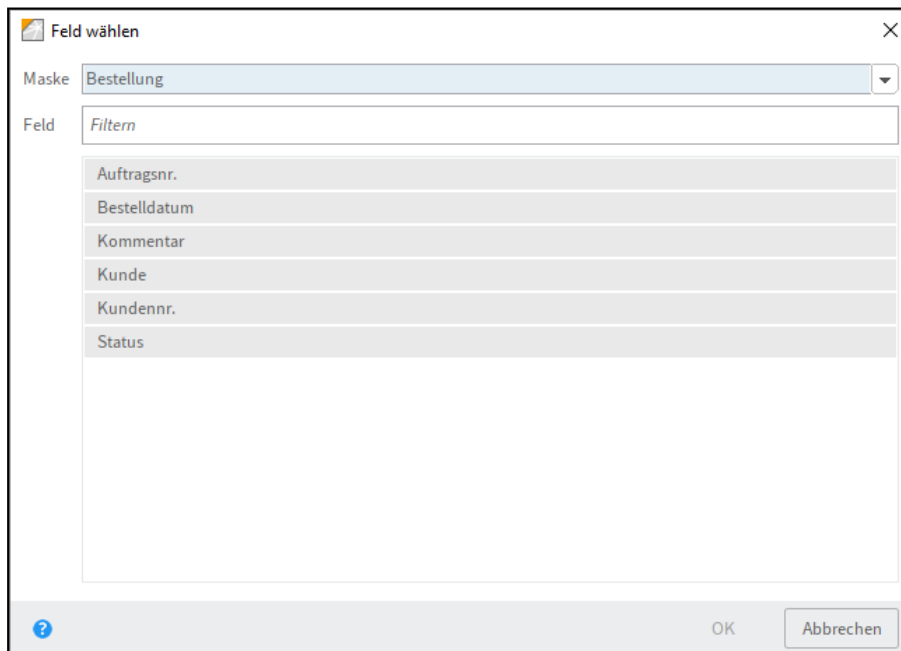 Feld wählen
Maske Bestellung
Feld Filtern
Auftragsnr.
Bestelldatum
Kommentar
Kunde
Kundennr.
Status
? OK Abbrechen